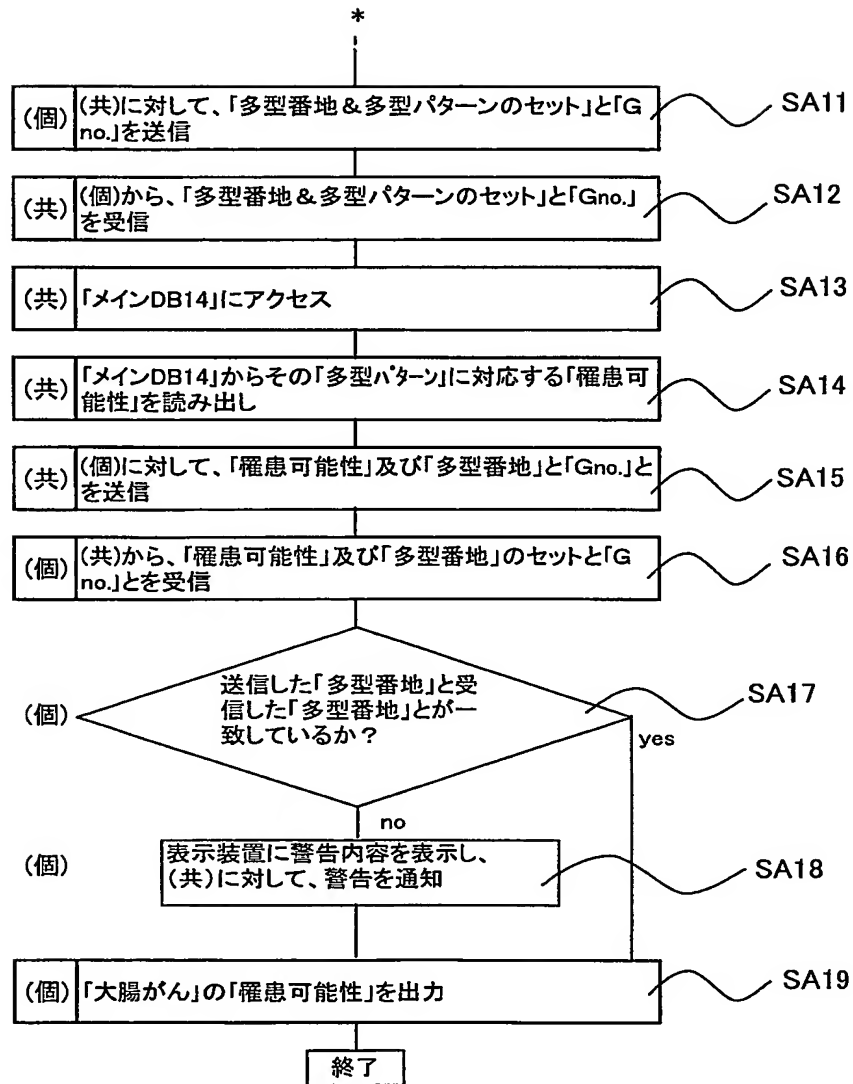 *
(個) (共)に対して、「多型番地&多型パターンのセット」と「G
no.」を送信
SA11
(共) (個)から、「多型番地&多型パターンのセット」と「Gno.」
を受信
SA12
(共) 「メインDB14」にアクセス
SA13
(共) 「メインDB14」からその「多型パターン」に対応する「罹患可
能性」を読み出し
SA14
(共) (個)に対して、「罹患可能性」及び「多型番地」と「Gno.」と
を送信
SA15
(個) (共)から、「罹患可能性」及び「多型番地」のセットと「G
no.」とを受信
SA16
(個) 送信した「多型番地」と受
信した「多型番地」とが一
致しているか?
SA17
yes
no
(個) 表示装置に警告内容を表示し、
(共)に対して、警告を通知
SA18
(個) 「大腸がん」の「罹患可能性」を出力
SA19
終了